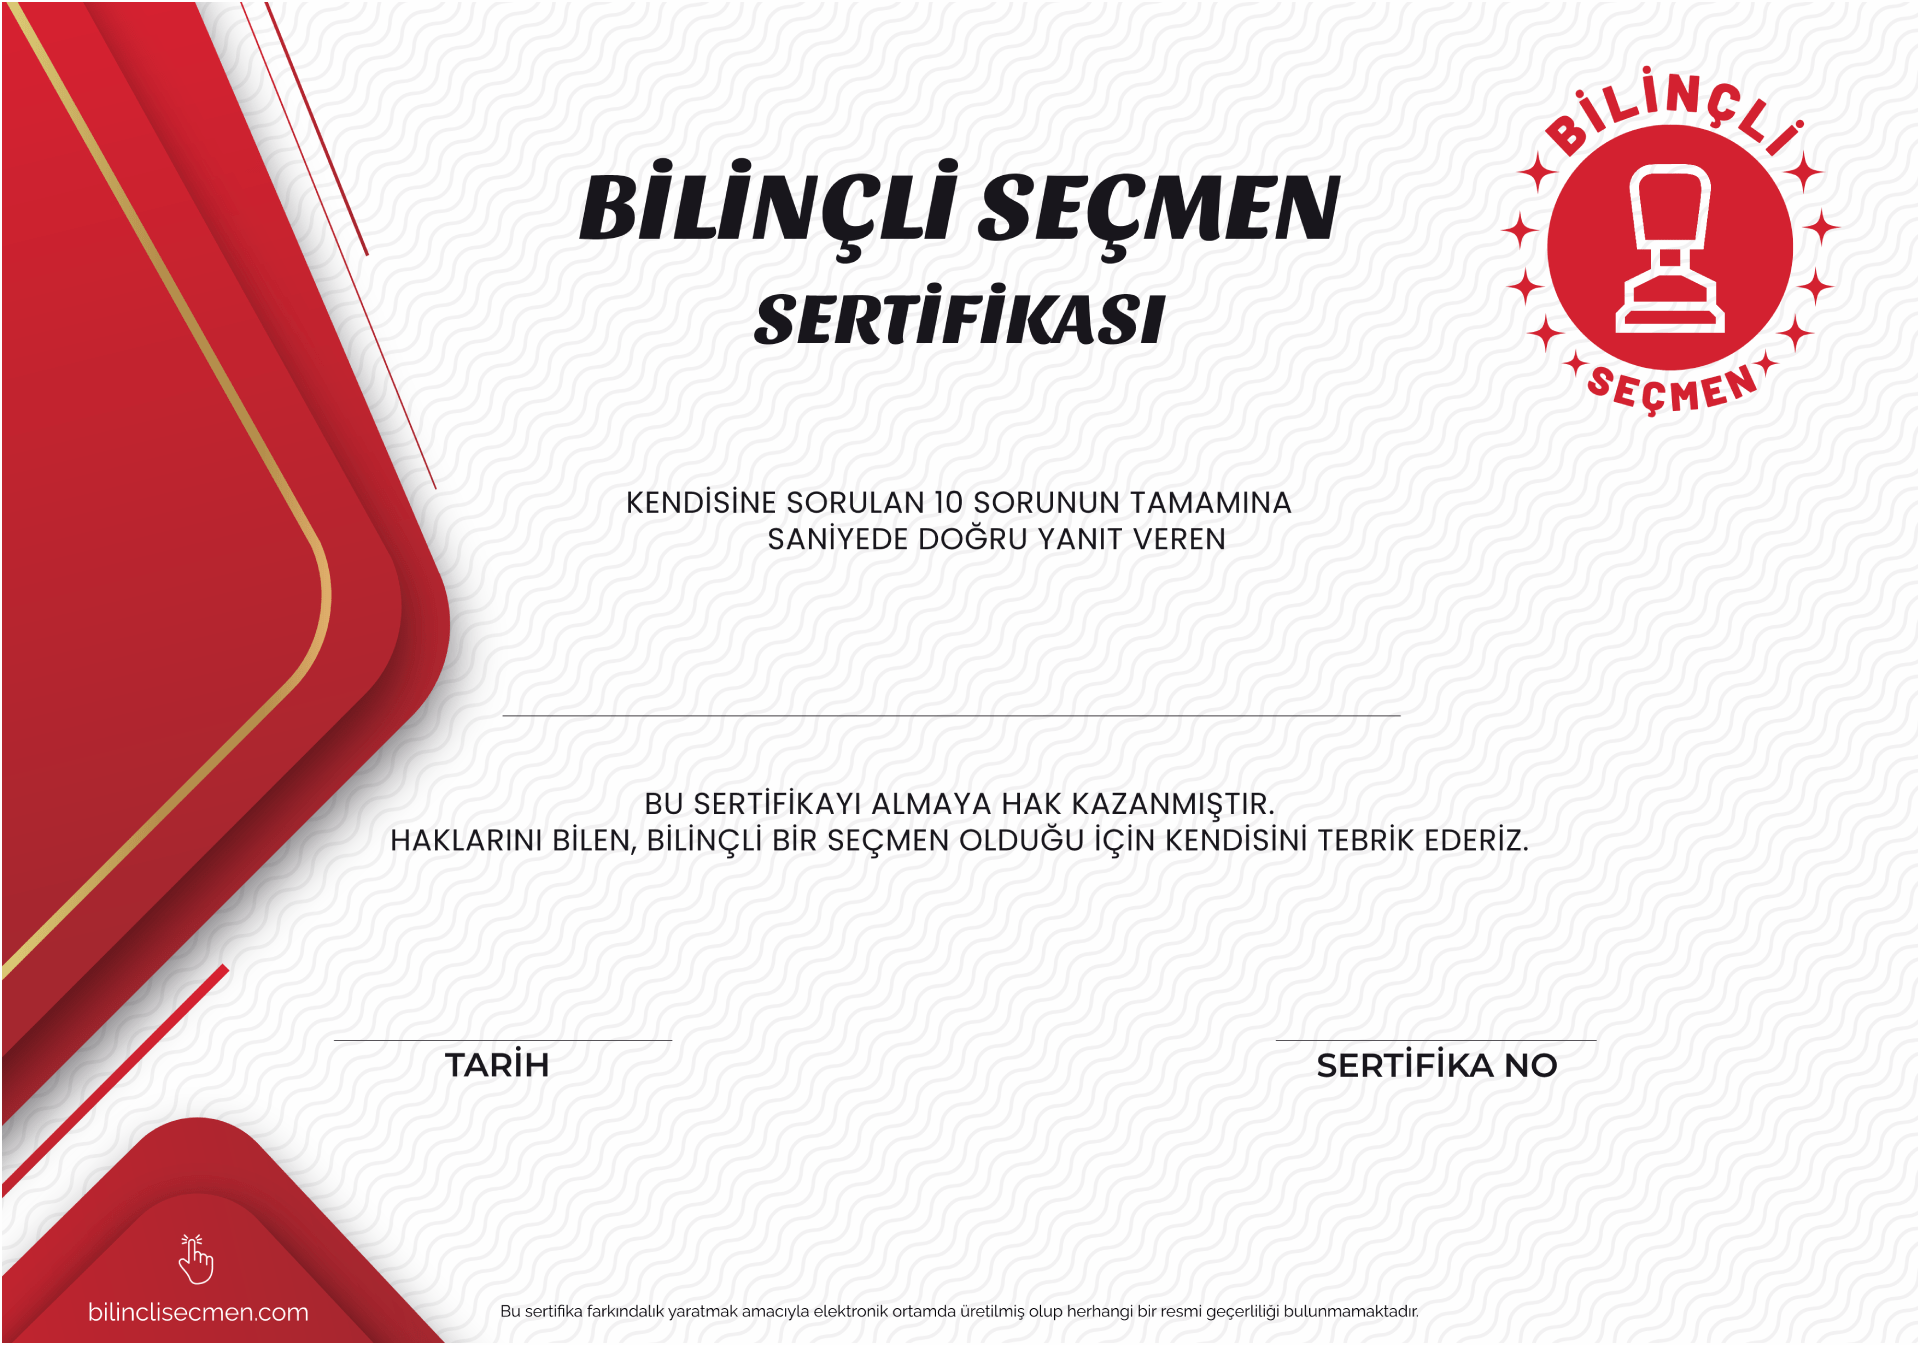 BİLİNÇLİ SEÇMEN
SERTİFİKASI
BİLİNÇLİ
SEÇMEN
KENDİSİNE SORULAN 10 SORUNUN TAMAMINA
SANİYEDE DOĞRU YANIT VEREN
BU SERTİFİKAYI ALMAYA HAK KAZANMIŞTIR.
HAKLARINI BİLEN, BİLİNÇLİ BİR SEÇMEN OLDUĞU İÇİN KENDİSİNİ TEBRİK EDERİZ.
TARİH
SERTİFİKA NO
bilinclisecmen.com
Bu sertifika farkındalık yaratmak amacıyla elektronik ortamda üretilmiş olup herhangi bir resmi geçerliliği bulunmamaktadır.